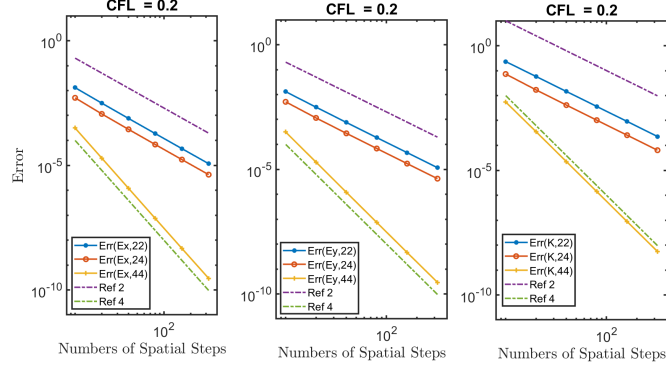 CFL = 0.2
10^0
10^-5
10^-10
Error
Err(Ex,22)
Err(Ex,24)
Err(Ex,44)
Ref 2
Ref 4
10^2
Numbers of Spatial Steps
CFL = 0.2
10^0
10^-5
10^-10
Err(Ey,22)
Err(Ey,24)
Err(Ey,44)
Ref 2
Ref 4
10^2
Numbers of Spatial Steps
CFL = 0.2
10^0
10^-5
10^-10
Err(K,22)
Err(K,24)
Err(K,44)
Ref 2
Ref 4
10^2
Numbers of Spatial Steps